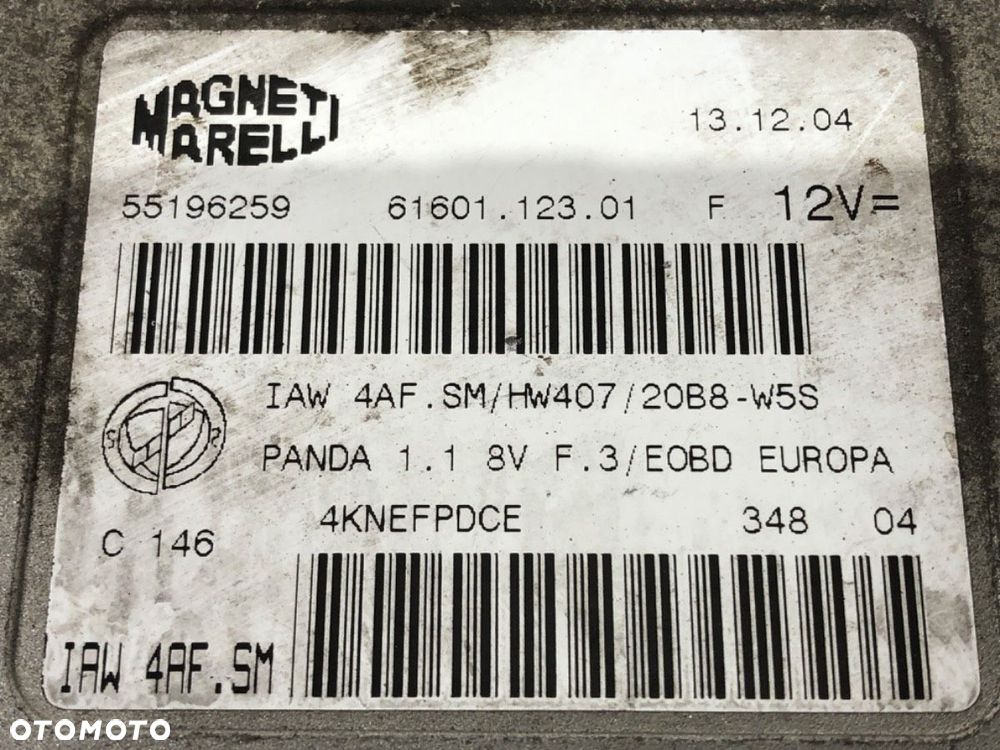 MAGNETI
MARELLI
13.12.04
55196259 61601.123.01 F 12V=
IAW 4AF.SM/HW407/20B8-W5S
PANDA 1.1 8V F.3/EOBD EUROPA
4KNEFPDCE 348 04
C 146
IAW 4AF.SM
OTOMOTO